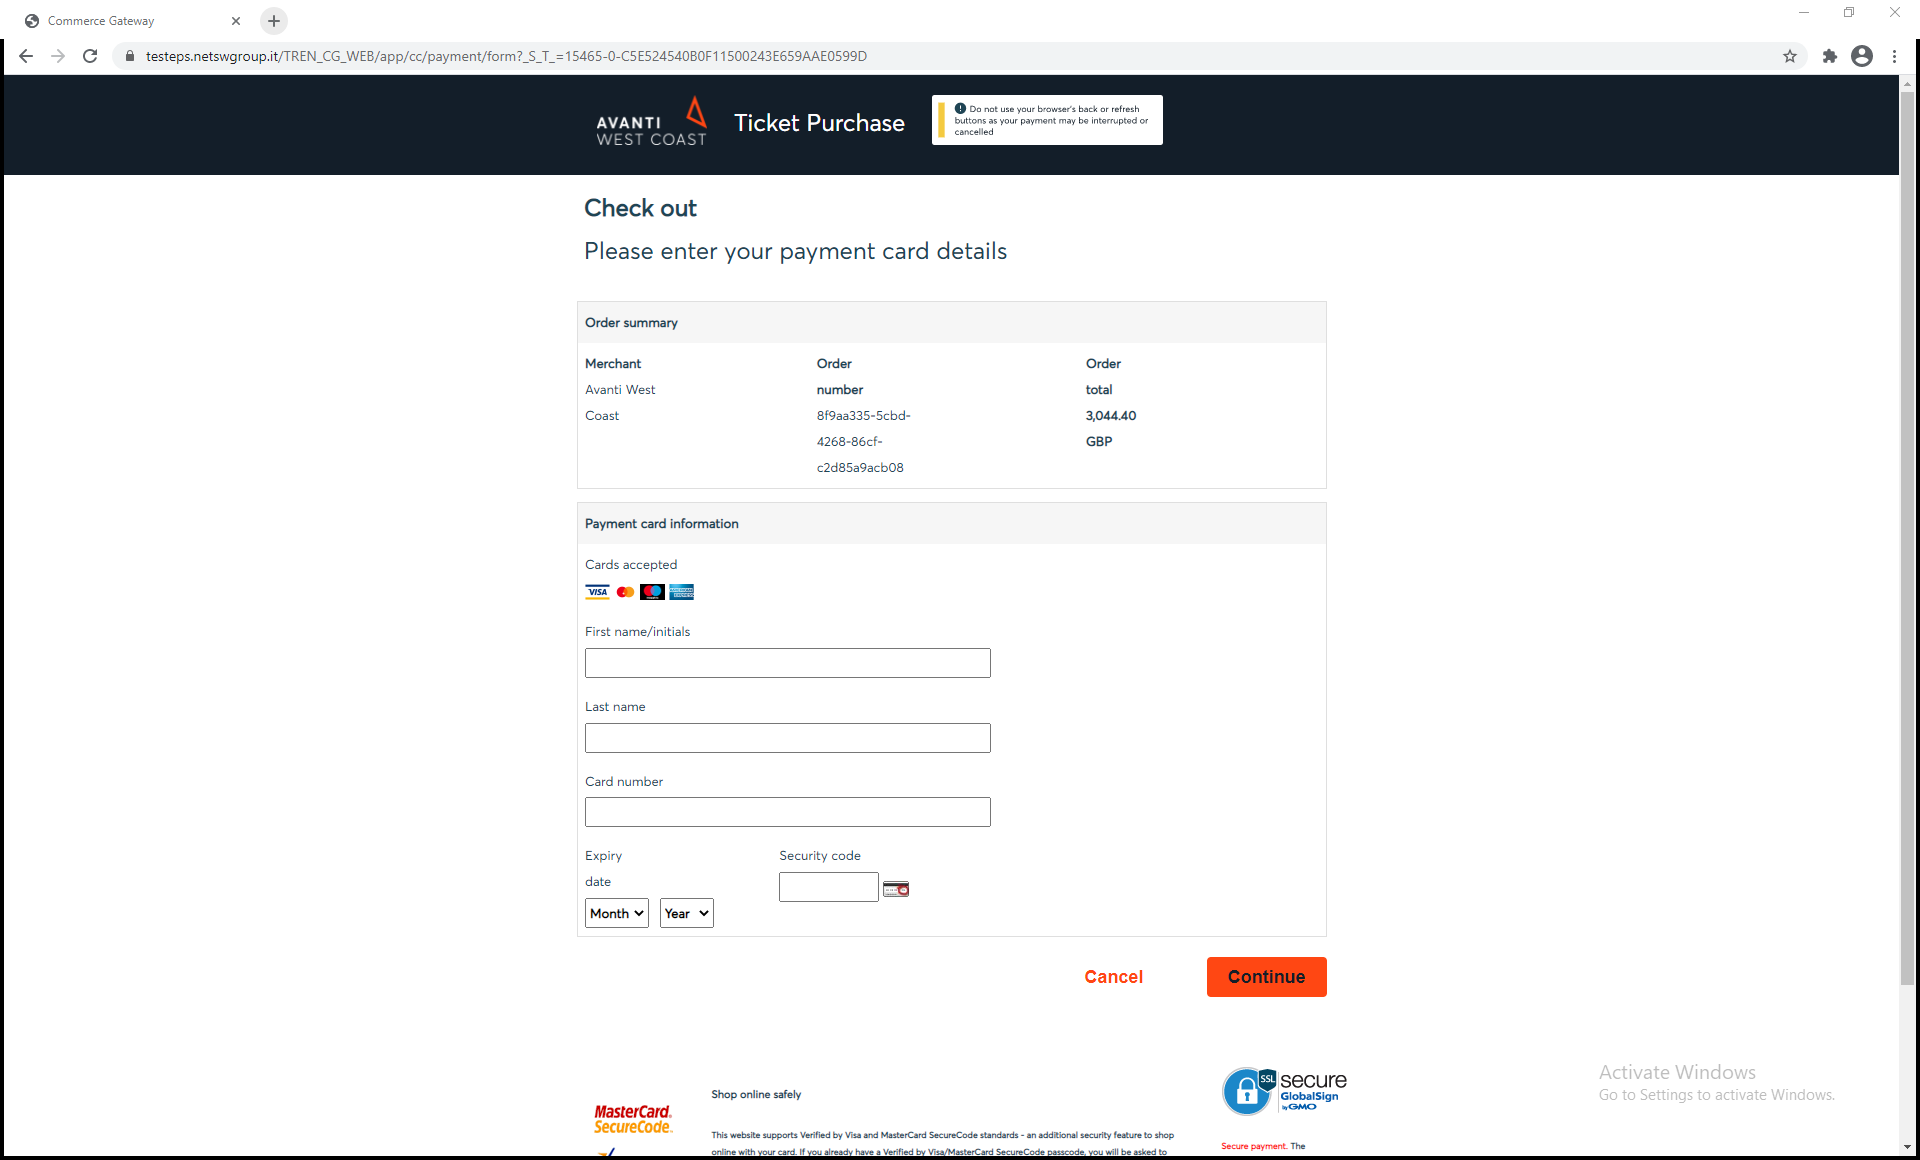 Commerce Gateway
testeps.netswgroup.it/TREN_CG_WEB/app/cc/payment/form?_S_T_=15465-0-C5E524540B0F11500243E659AAE0599D
AVANTI
WEST COAST
Ticket Purchase
Do not use your browser's back or refresh
buttons as your payment may be interrupted or
cancelled
Check out
Please enter your payment card details
Order summary
Merchant
Avanti West
Coast
Order
number
8f9aa335-5cbd-
4268-86cf-
c2d85a9acb08
Order
total
3,044.40
GBP
Payment card information
Cards accepted
VISA
First name/initials
Last name
Card number
Expiry
date
Month
Year
Security code
Cancel
Continue
MasterCard.
SecureCode.
Shop online safely
This website supports Verified by Visa and MasterCard SecureCode standards - an additional security feature to shop
online with your card. If you already have a Verified by Visa/MasterCard SecureCode passcode, you will be asked to
SSL
secure
GlobalSign
by GMO
Secure payment. The
Activate Windows
Go to Settings to activate Windows.